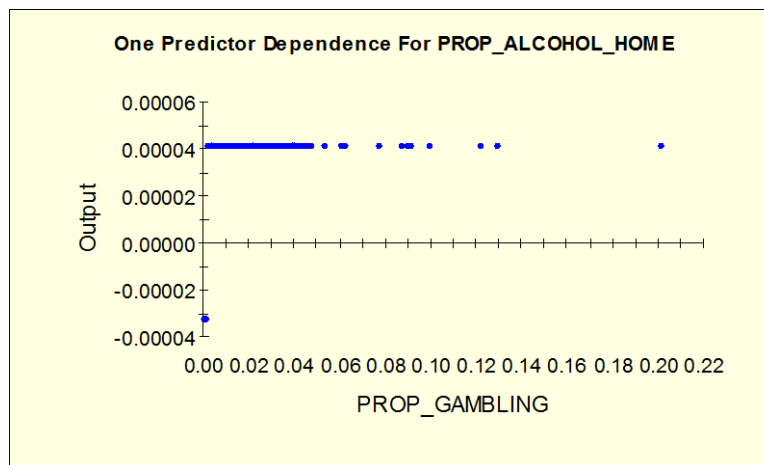 One Predictor Dependence For PROP_ALCOHOL_HOME
0.00006
0.00004
0.00002
0.00000
-0.00002
-0.00004
Output
0.00 0.02 0.04 0.06 0.08 0.10 0.12 0.14 0.16 0.18 0.20 0.22
PROP_GAMBLING